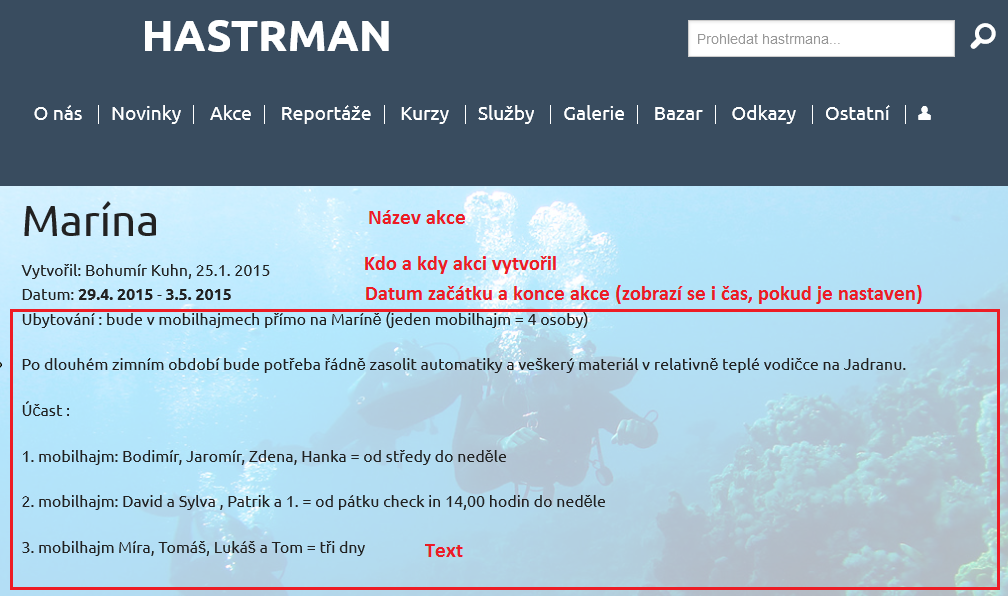 HASTRMAN
Prohledat hastrmana...
O nás | Novinky | Akce | Reportáže | Kurzy | Služby | Galerie | Bazar | Odkazy | Ostatní |
Marína
Název akce
Vytvořil: Bohumír Kuhn, 25.1. 2015
Kdo a kdy akci vytvořil
Datum: 29.4. 2015 - 3.5. 2015
Datum začátku a konce akce (zobrazí se i čas, pokud je nastaven)
Ubytování : bude v mobilhajmech přímo na Maríně (jeden mobilhajm = 4 osoby)
Po dlouhém zimním období bude potřeba řádně zasolit automatiky a veškerý materiál v relativně teplé vodičce na Jadranu.
Účast :
1. mobilhajm: Bodimír, Jaromír, Zdena, Hanka = od středy do neděle
2. mobilhajm: David a Sylva , Patrik a 1. = od pátku check in 14,00 hodin do neděle
3. mobilhajm Míra, Tomáš, Lukáš a Tom = tři dny
Text